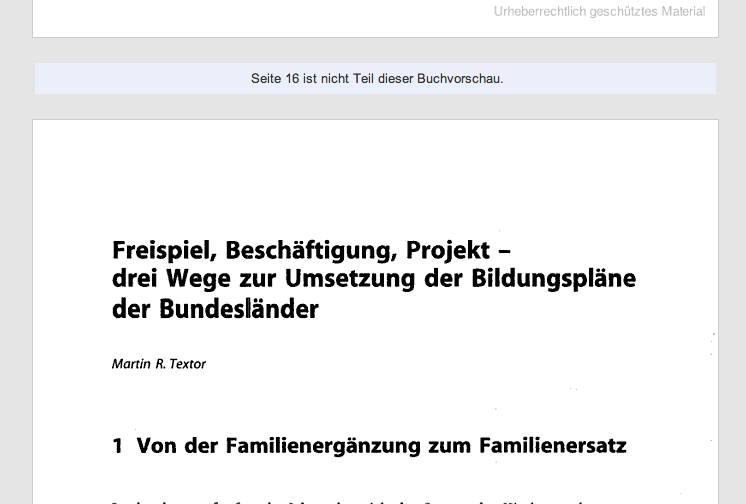 Urheberrechtlich geschütztes Material
Seite 16 ist nicht Teil dieser Buchvorschau.
Freispiel, Beschäftigung, Projekt –
drei Wege zur Umsetzung der Bildungspläne
der Bundesländer
Martin R. Textor
1 Von der Familienergänzung zum Familienersatz